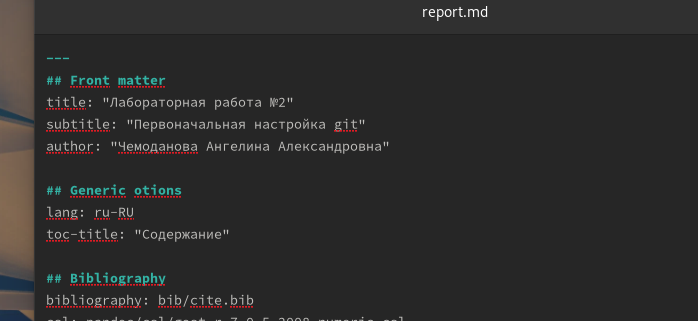 report.md
---
## Front matter
title: "Лабораторная работа №2"
subtitle: "Первоначальная настройка git"
author: "Чемоданова Ангелина Александровна"
## Generic otions
lang: ru-RU
toc-title: "Содержание"
## Bibliography
bibliography: bib/cite.bib